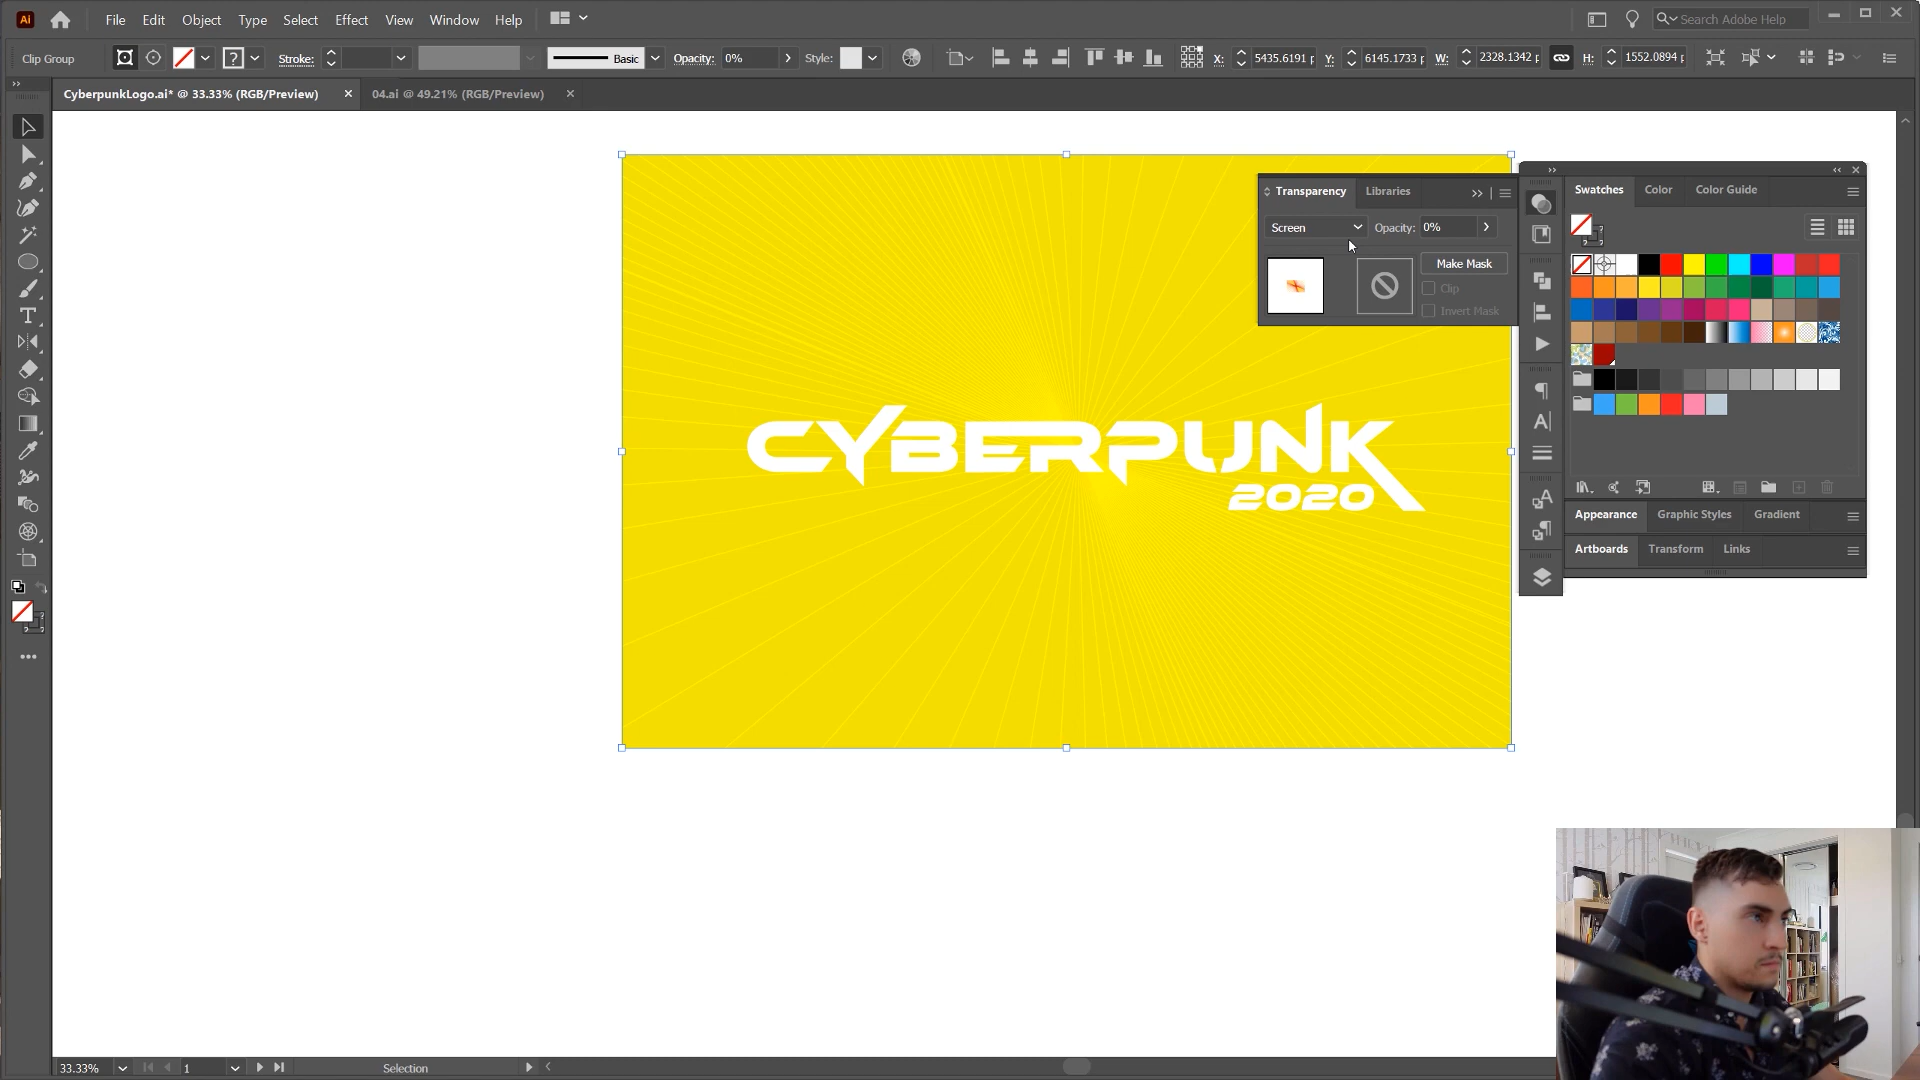 Ai File Edit Object Type Select Effect View Window Help Search Adobe Help
Clip Group Stroke: Basic Opacity: 0% Style: X: 5435.6191 p Y: 6145.1733 p W: 2328.1342 p H: 1552.0894 p
CyberpunkLogo.ai* @ 33.33% (RGB/Preview) 04.ai @ 49.21% (RGB/Preview)
Transparency Libraries
Screen Opacity: 0%
Make Mask
Clip
Invert Mask
Swatches Color Color Guide
CYBERPUNK
2020
Appearance Graphic Styles Gradient
Artboards Transform Links
33.33% 1 Selection